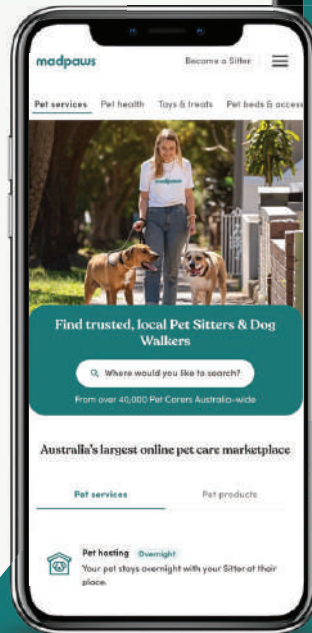 madpaws
Become a Sitter
Pet services Pet health Toys & treats Pet beds & access
madpaws
Find trusted, local Pet Sitters & Dog
Walkers
Where would you like to search?
From over 40,000 Pet Carers Australia-wide
Australia's largest online pet care marketplace
Pet services Pet products
Pet hosting Overnight
Your pet stays overnight with your Sitter at their
place.